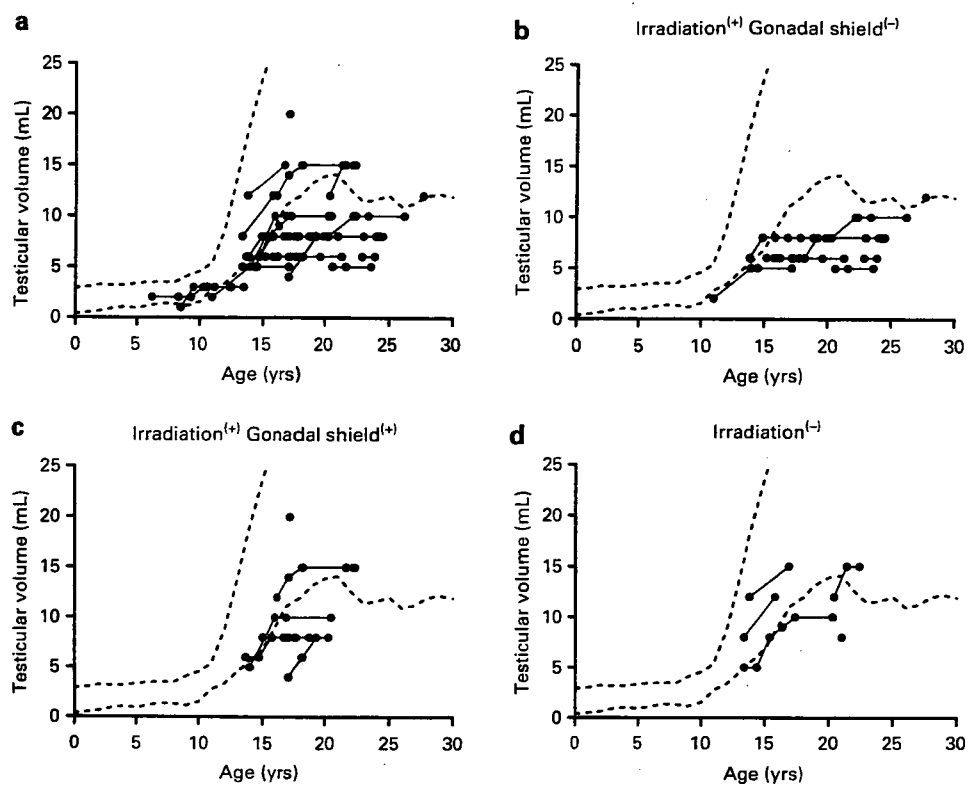 a
25
20
15
10
5
0
Testicular volume (mL)
0 5 10 15 20 25 30
Age (yrs)
b
Irradiation(+) Gonadal shield(−)
25
20
15
10
5
0
Testicular volume (mL)
0 5 10 15 20 25 30
Age (yrs)
c
Irradiation(+) Gonadal shield(+)
25
20
15
10
5
0
Testicular volume (mL)
0 5 10 15 20 25 30
Age (yrs)
d
Irradiation(−)
25
20
15
10
5
0
Testicular volume (mL)
0 5 10 15 20 25 30
Age (yrs)